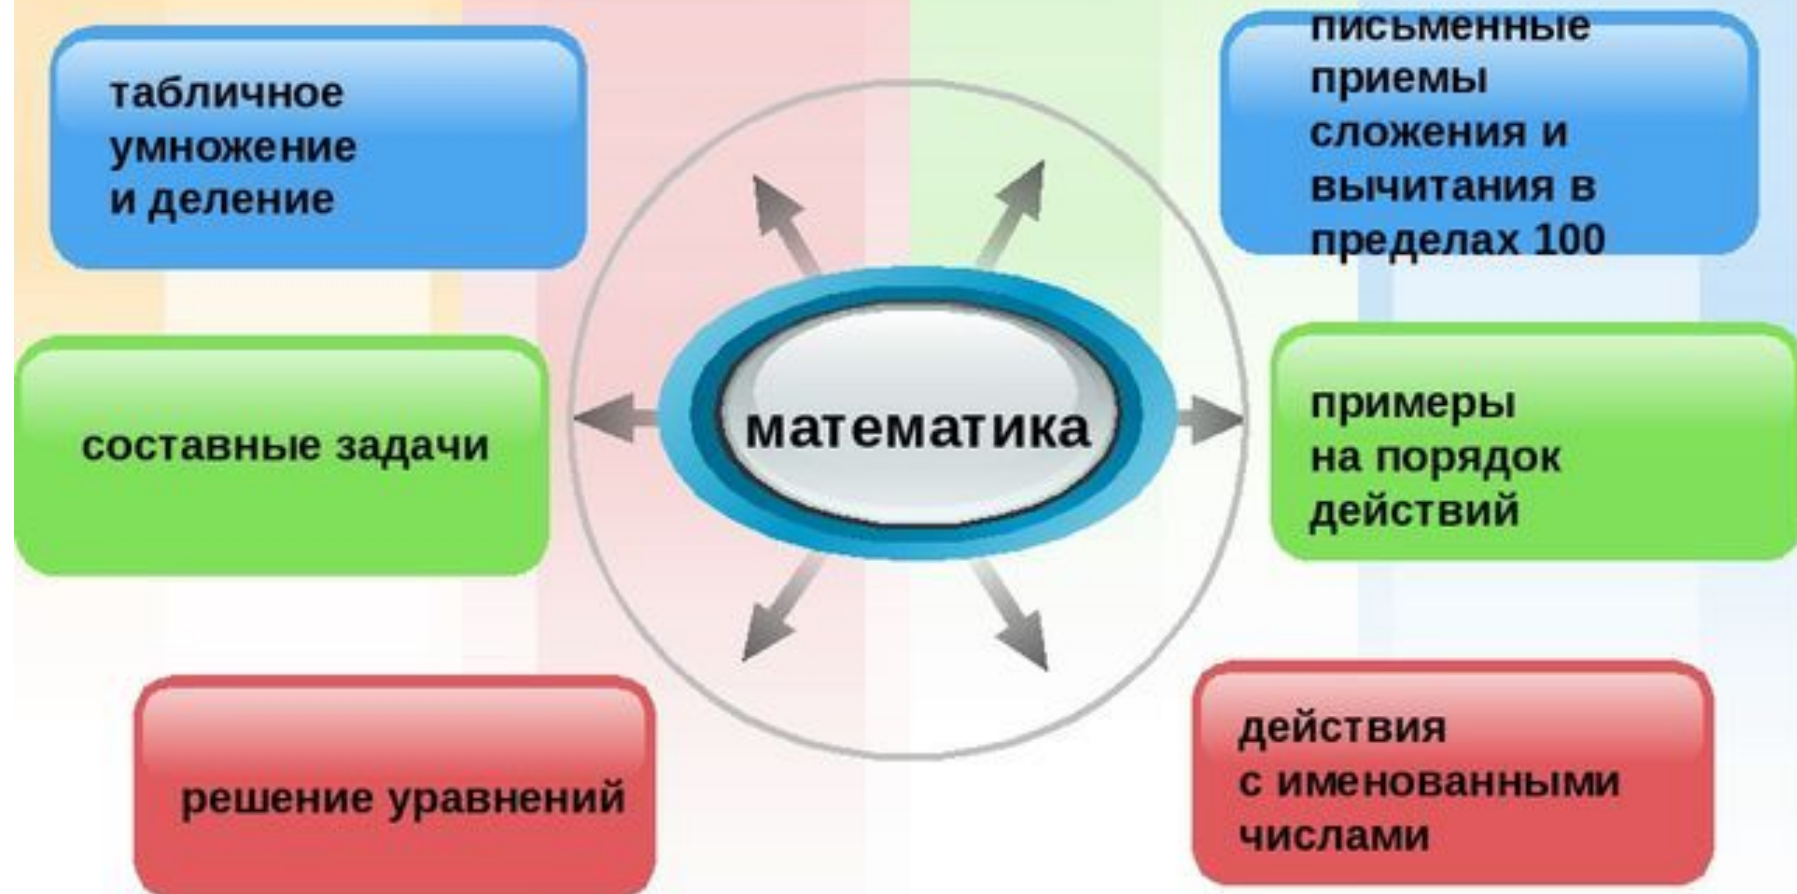 табличное
умножение
и деление
письменные
приемы
сложения и
вычитания в
пределах 100
составные задачи
математика
примеры
на порядок
действий
решение уравнений
действия
с именованными
числами